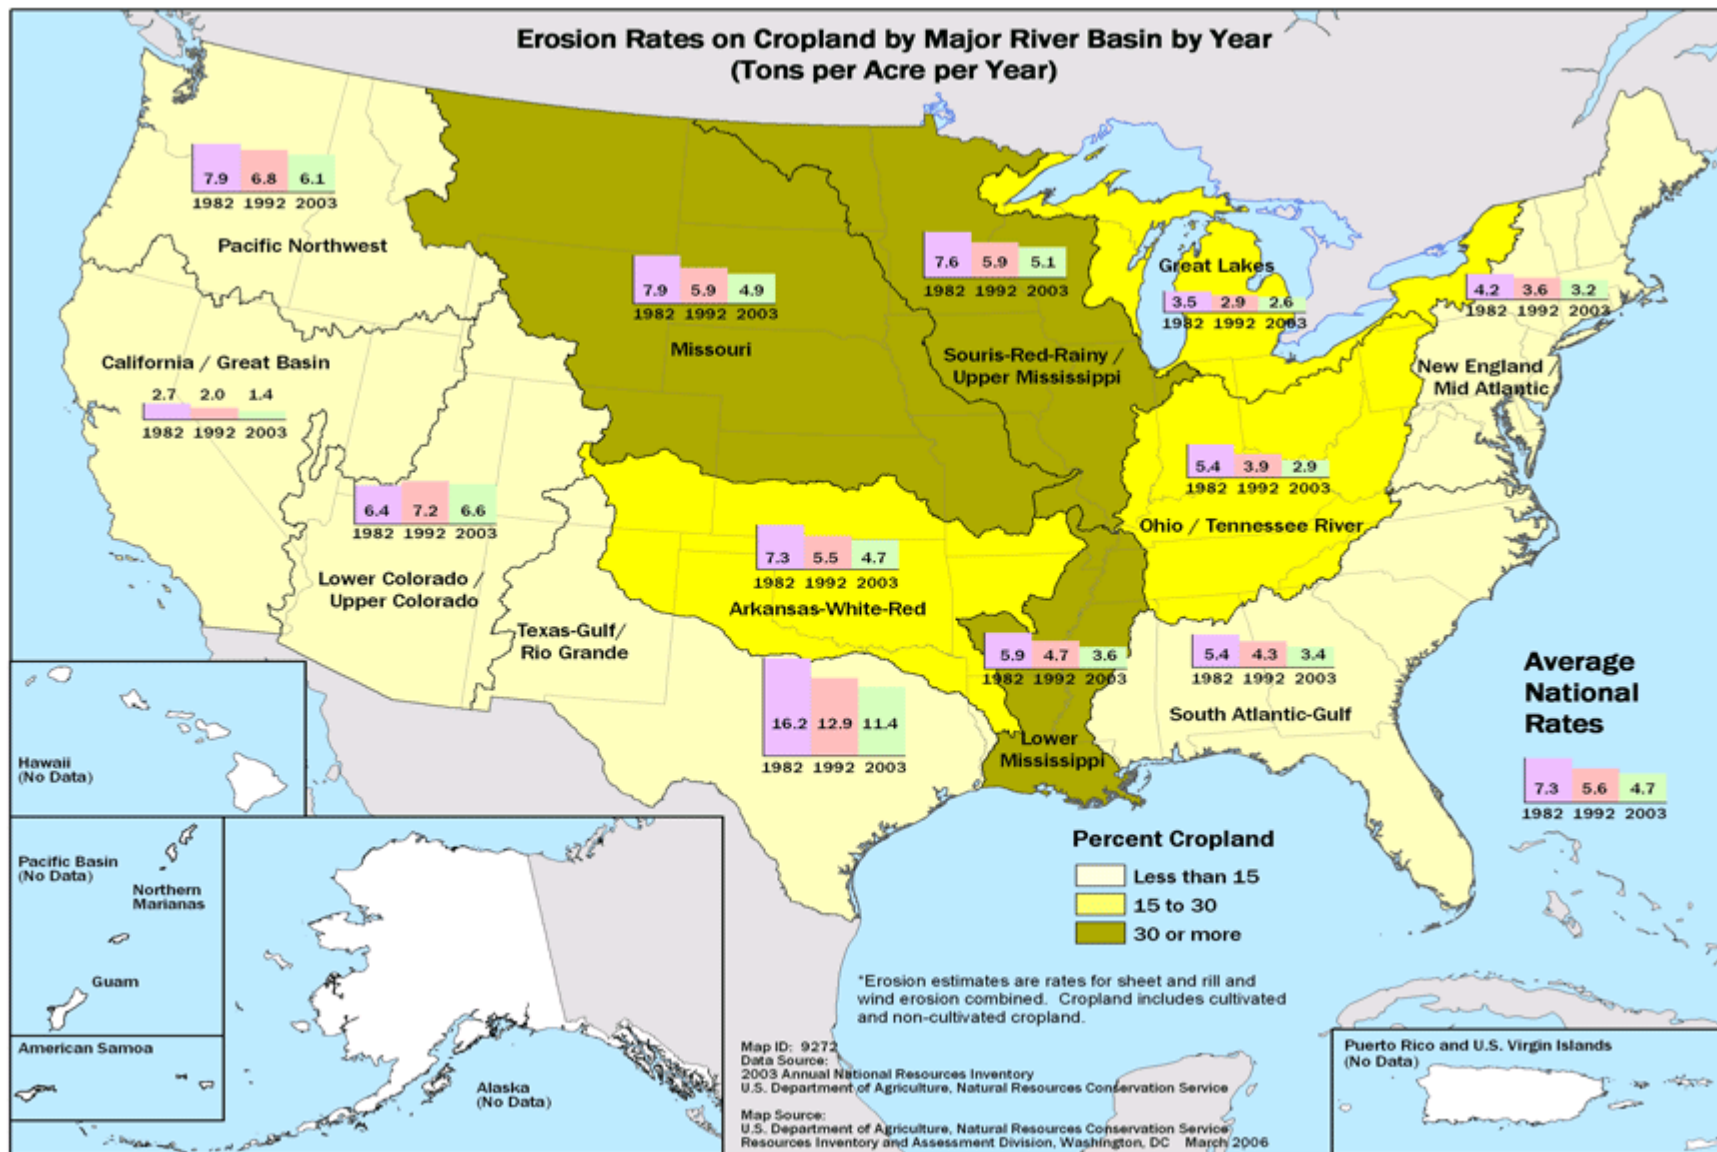 Erosion Rates on Cropland by Major River Basin by Year
(Tons per Acre per Year)
7.9 6.8 6.1
1982 1992 2003
Pacific Northwest
7.9 5.9 4.9
1982 1992 2003
Missouri
7.6 5.9 5.1
1982 1992 2003
Souris-Red-Rainy /
Upper Mississippi
Great Lakes
3.5 2.9 2.6
1982 1992 2003
4.2 3.6 3.2
1982 1992 2003
New England /
Mid Atlantic
California / Great Basin
2.7 2.0 1.4
1982 1992 2003
6.4 7.2 6.6
1982 1992 2003
Lower Colorado /
Upper Colorado
5.4 3.9 2.9
1982 1992 2003
Ohio / Tennessee River
7.3 5.5 4.7
1982 1992 2003
Arkansas-White-Red
Texas-Gulf/
Rio Grande
16.2 12.9 11.4
1982 1992 2003
5.9 4.7 3.6
1982 1992 2003
Lower
Mississippi
5.4 4.3 3.4
1982 1992 2003
South Atlantic-Gulf
Average
National
Rates
7.3 5.6 4.7
1982 1992 2003
Hawaii
(No Data)
Pacific Basin
(No Data)
Northern
Marianas
Guam
American Samoa
Alaska
(No Data)
Percent Cropland
Less than 15
15 to 30
30 or more
*Erosion estimates are rates for sheet and rill and
wind erosion combined. Cropland includes cultivated
and non-cultivated cropland.
Map ID: 9272
Data Source:
2003 Annual National Resources Inventory
U.S. Department of Agriculture, Natural Resources Conservation Service
Map Source:
U.S. Department of Agriculture, Natural Resources Conservation Service
Resources Inventory and Assessment Division, Washington, DC March 2006
Puerto Rico and U.S. Virgin Islands
(No Data)